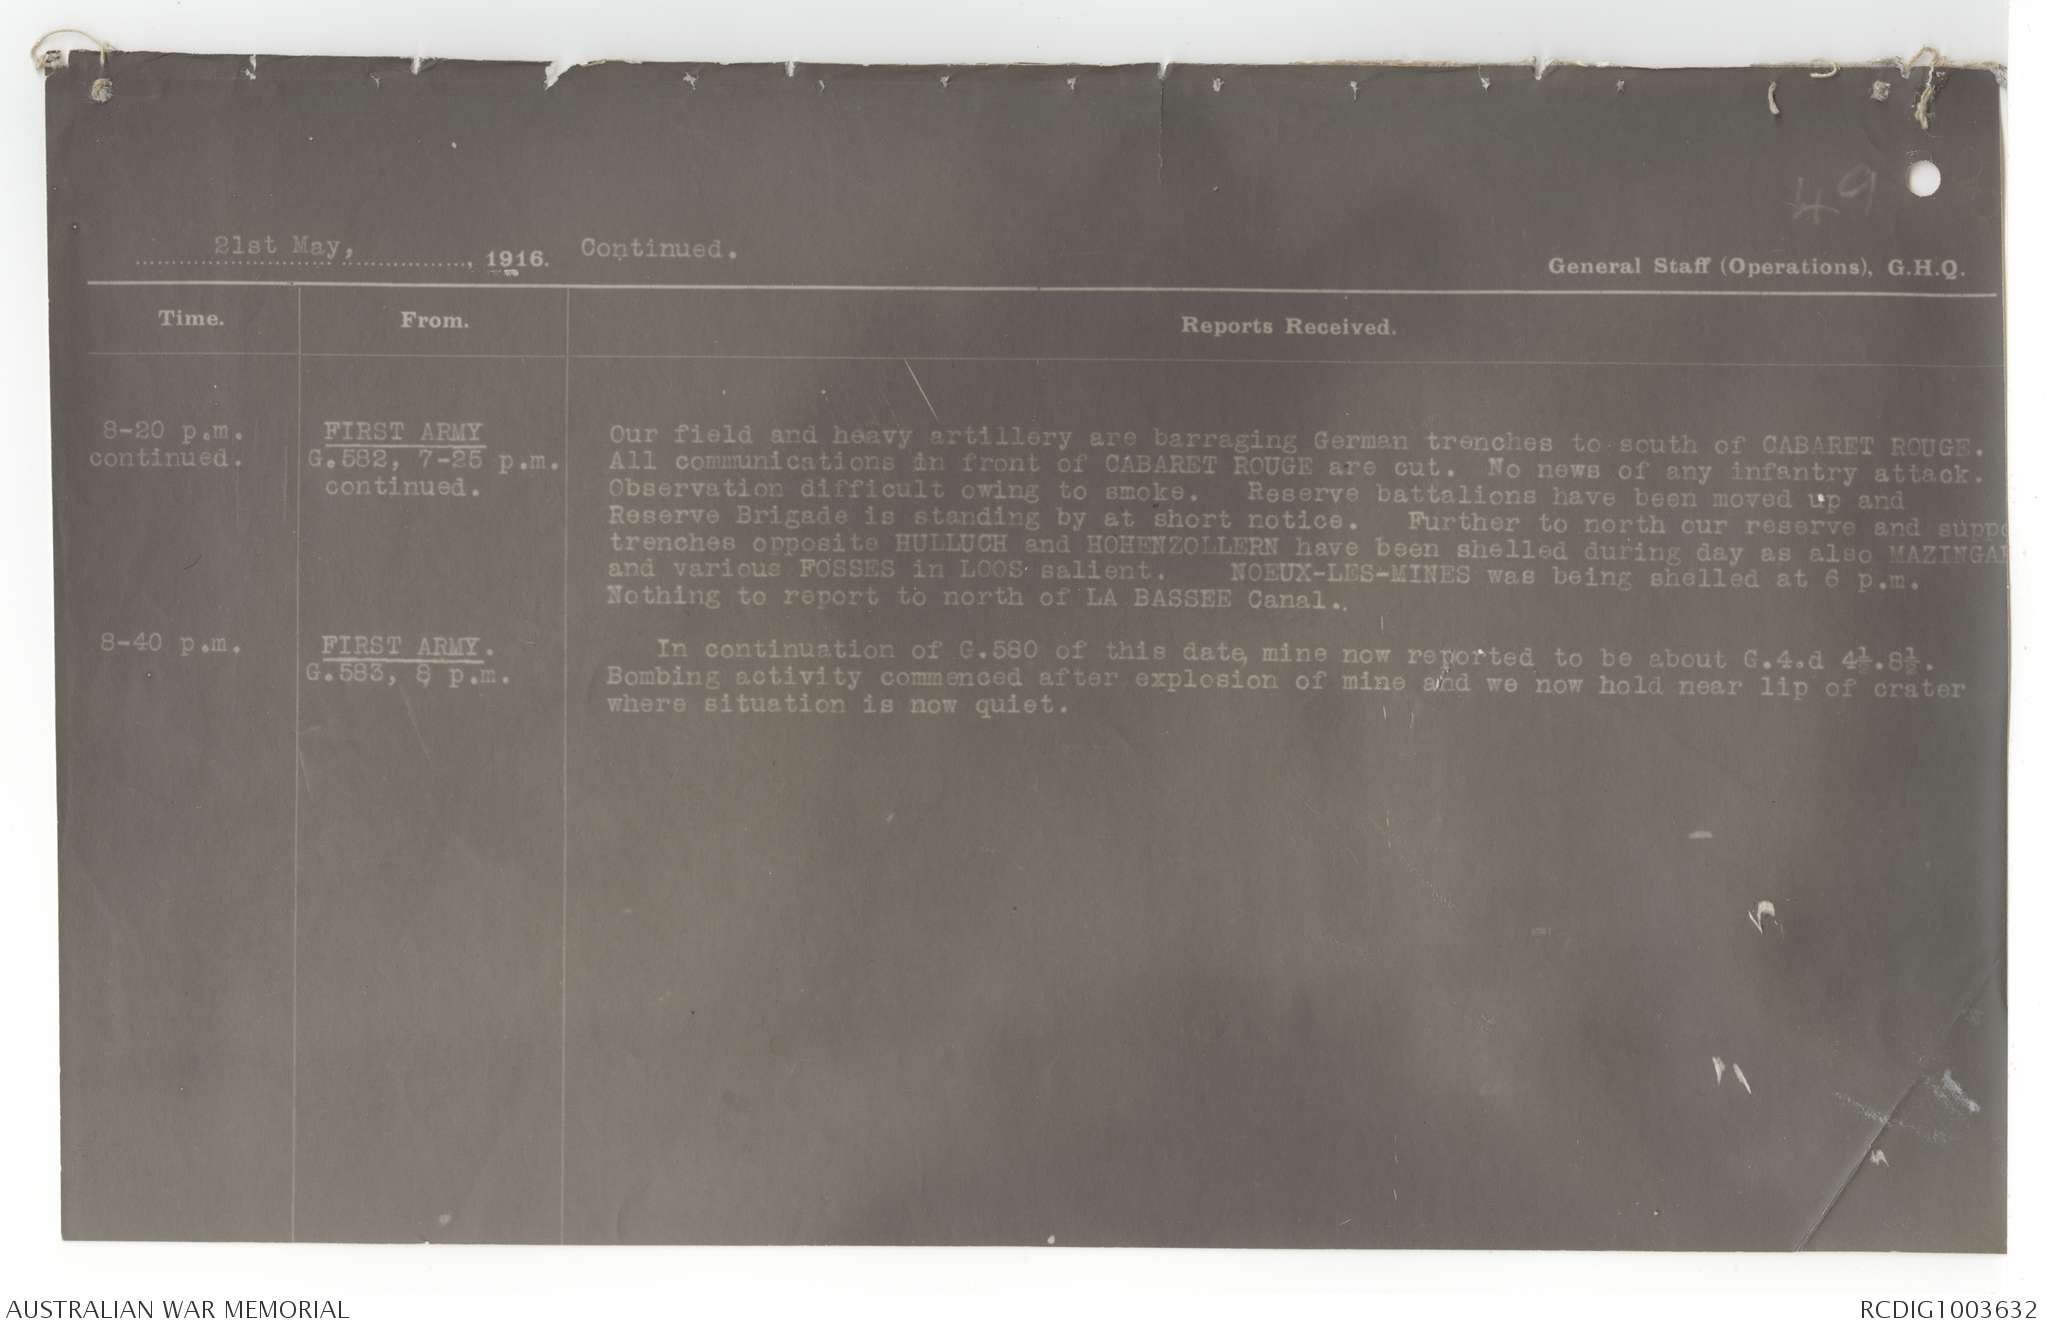 49
21st May, 1916. Continued.
General Staff (Operations), G.H.Q.
Time. From. Reports Received.
8-20 p.m. FIRST ARMY Our field and heavy artillery are barraging German trenches to south of CABARET ROUGE.
continued. G.582, 7-25 p.m. All communications in front of CABARET ROUGE are cut. No news of any infantry attack.
continued. Observation difficult owing to smoke. Reserve battalions have been moved up and
Reserve Brigade is standing by at short notice. Further to north our reserve and suppo
trenches opposite HULLUCH and HOHENZOLLERN have been shelled during day as also MAZINGAR
and various FOSSES in LOOS salient. NOEUX-LES-MINES was being shelled at 6 p.m.
Nothing to report to north of LA BASSEE Canal.
8-40 p.m. FIRST ARMY. In continuation of G.580 of this date, mine now reported to be about G.4.d 4½.8½.
G.583, 8 p.m. Bombing activity commenced after explosion of mine and we now hold near lip of crater
where situation is now quiet.
AUSTRALIAN WAR MEMORIAL
RCDIG1003632